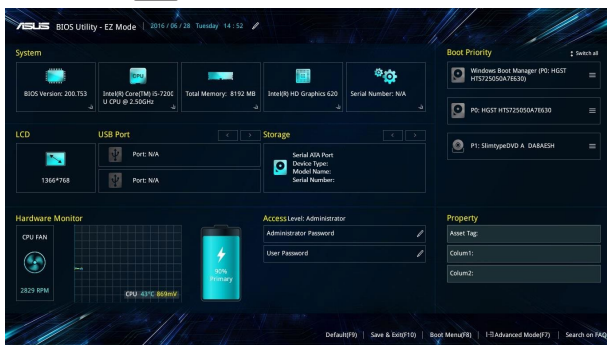 ASUS BIOS Utility - EZ Mode 2016 / 06 / 28 Tuesday 14 : 52
System
BIOS Version: 200.T53
Intel(R) Core(TM) i5-7200
U CPU @ 2.50GHz
CPU
Total Memory: 8192 MB
Intel(R) HD Graphics 620
Serial Number: N/A
Boot Priority
Switch all
Windows Boot Manager (P0: HGST
HTS725050A7E630)
P0: HGST HTS725050A7E630
P1: SlimtypeDVD A DA8AESH
LCD
1366*768
USB Port
Port: N/A
Port: N/A
Storage
Serial ATA Port
Device Type:
Model Name:
Serial Number:
Hardware Monitor
CPU FAN
2829 RPM
CPU 43°C 869mV
90%
Primary
Access Level: Administrator
Administrator Password
User Password
Property
Asset Tag:
Colum1:
Colum2:
Default(F9) | Save & Exit(F10) | Boot Menu(F8) | Advanced Mode(F7) | Search on FAQ